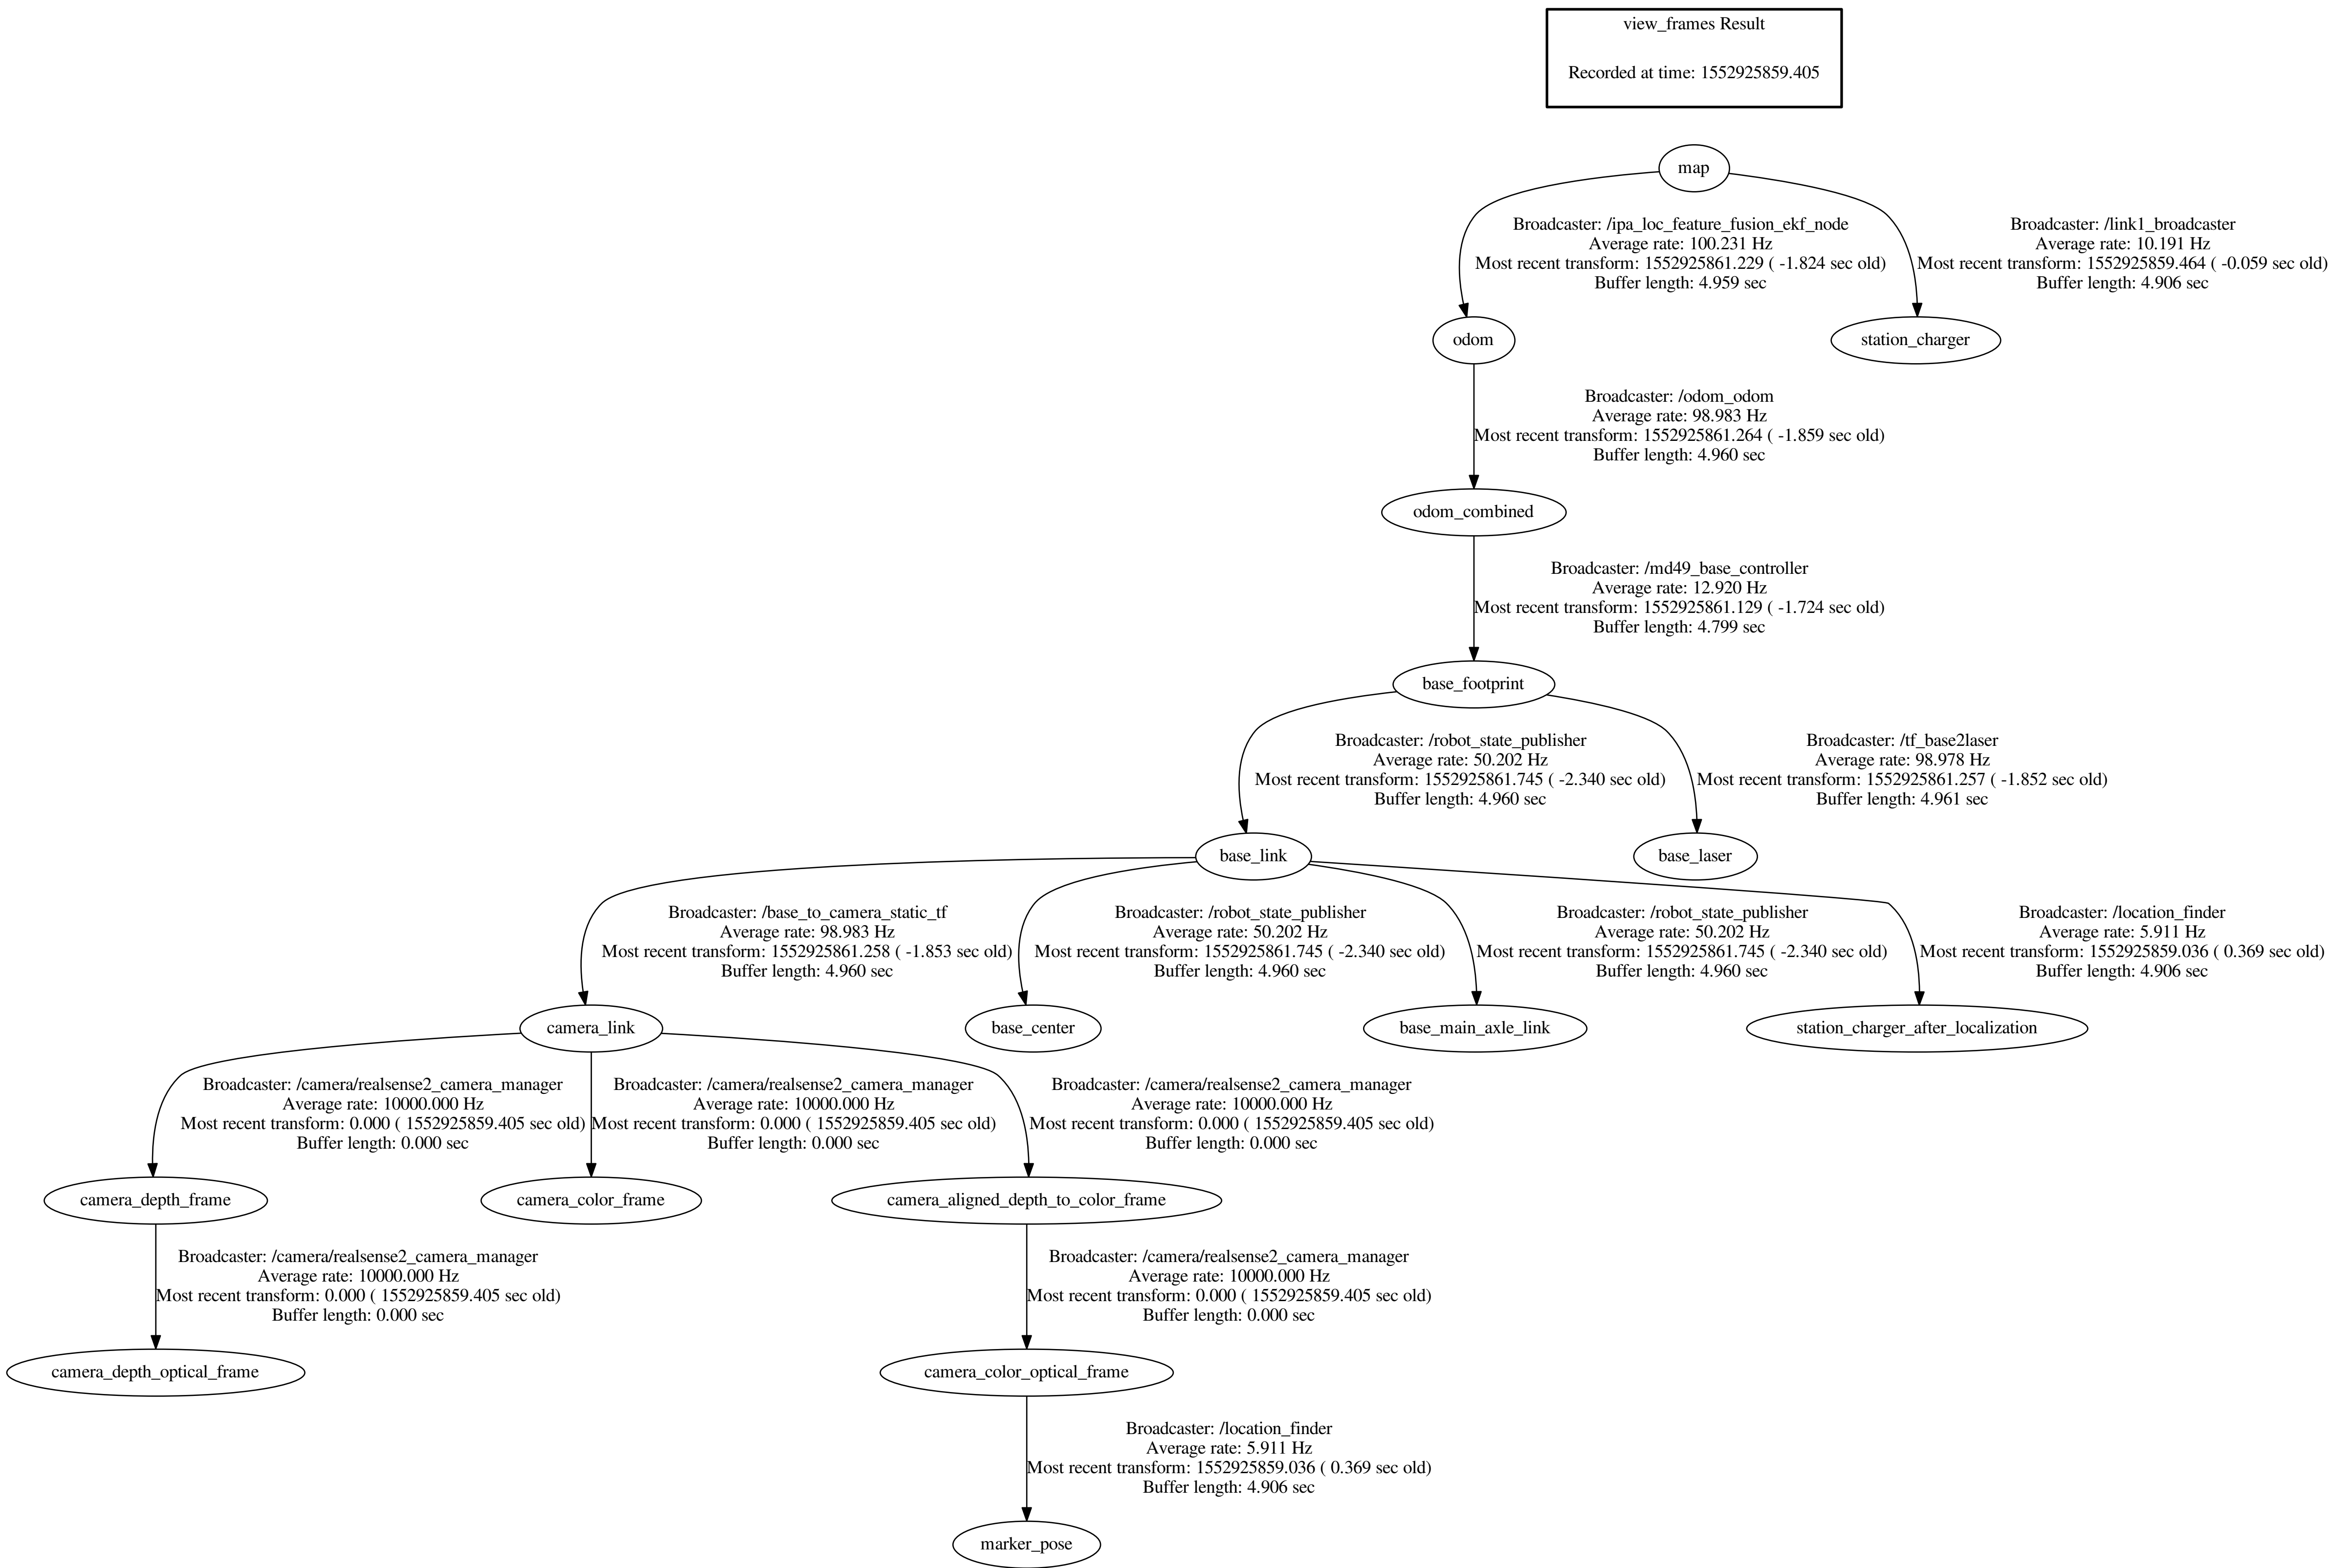 view_frames Result
Recorded at time: 1552925859.405
map
Broadcaster: /ipa_loc_feature_fusion_ekf_node
Average rate: 100.231 Hz
Most recent transform: 1552925861.229 ( -1.824 sec old)
Buffer length: 4.959 sec
Broadcaster: /link1_broadcaster
Average rate: 10.191 Hz
Most recent transform: 1552925859.464 ( -0.059 sec old)
Buffer length: 4.906 sec
odom
station_charger
Broadcaster: /odom_odom
Average rate: 98.983 Hz
Most recent transform: 1552925861.264 ( -1.859 sec old)
Buffer length: 4.960 sec
odom_combined
Broadcaster: /md49_base_controller
Average rate: 12.920 Hz
Most recent transform: 1552925861.129 ( -1.724 sec old)
Buffer length: 4.799 sec
base_footprint
Broadcaster: /robot_state_publisher
Average rate: 50.202 Hz
Most recent transform: 1552925861.745 ( -2.340 sec old)
Buffer length: 4.960 sec
Broadcaster: /tf_base2laser
Average rate: 98.978 Hz
Most recent transform: 1552925861.257 ( -1.852 sec old)
Buffer length: 4.961 sec
base_link
base_laser
Broadcaster: /base_to_camera_static_tf
Average rate: 98.983 Hz
Most recent transform: 1552925861.258 ( -1.853 sec old)
Buffer length: 4.960 sec
Broadcaster: /robot_state_publisher
Average rate: 50.202 Hz
Most recent transform: 1552925861.745 ( -2.340 sec old)
Buffer length: 4.960 sec
Broadcaster: /robot_state_publisher
Average rate: 50.202 Hz
Most recent transform: 1552925861.745 ( -2.340 sec old)
Buffer length: 4.960 sec
Broadcaster: /location_finder
Average rate: 5.911 Hz
Most recent transform: 1552925859.036 ( 0.369 sec old)
Buffer length: 4.906 sec
camera_link
base_center
base_main_axle_link
station_charger_after_localization
Broadcaster: /camera/realsense2_camera_manager
Average rate: 10000.000 Hz
Most recent transform: 0.000 ( 1552925859.405 sec old)
Buffer length: 0.000 sec
Broadcaster: /camera/realsense2_camera_manager
Average rate: 10000.000 Hz
Most recent transform: 0.000 ( 1552925859.405 sec old)
Buffer length: 0.000 sec
Broadcaster: /camera/realsense2_camera_manager
Average rate: 10000.000 Hz
Most recent transform: 0.000 ( 1552925859.405 sec old)
Buffer length: 0.000 sec
camera_depth_frame
camera_color_frame
camera_aligned_depth_to_color_frame
Broadcaster: /camera/realsense2_camera_manager
Average rate: 10000.000 Hz
Most recent transform: 0.000 ( 1552925859.405 sec old)
Buffer length: 0.000 sec
Broadcaster: /camera/realsense2_camera_manager
Average rate: 10000.000 Hz
Most recent transform: 0.000 ( 1552925859.405 sec old)
Buffer length: 0.000 sec
camera_depth_optical_frame
camera_color_optical_frame
Broadcaster: /location_finder
Average rate: 5.911 Hz
Most recent transform: 1552925859.036 ( 0.369 sec old)
Buffer length: 4.906 sec
marker_pose